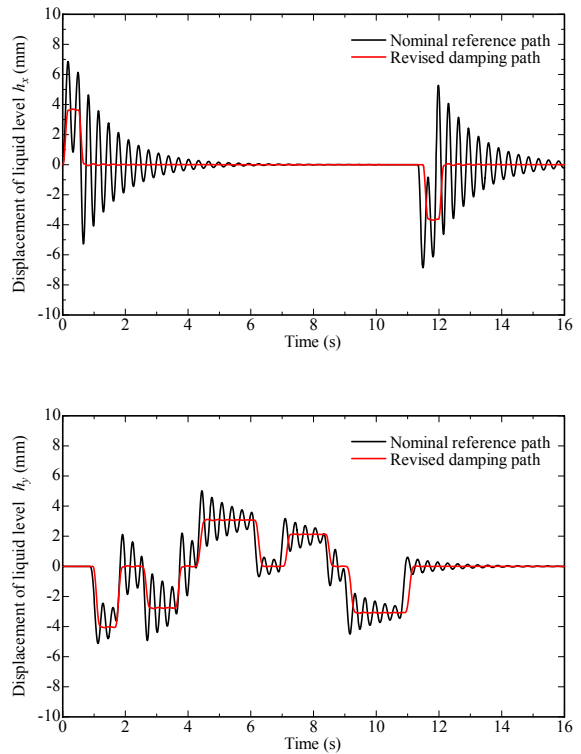 10
8
6
4
2
0
-2
-4
-6
-8
-10
Displacement of liquid level hx (mm)
Nominal reference path
Revised damping path
0 2 4 6 8 10 12 14 16
Time (s)
10
8
6
4
2
0
-2
-4
-6
-8
-10
Displacement of liquid level hy (mm)
Nominal reference path
Revised damping path
0 2 4 6 8 10 12 14 16
Time (s)